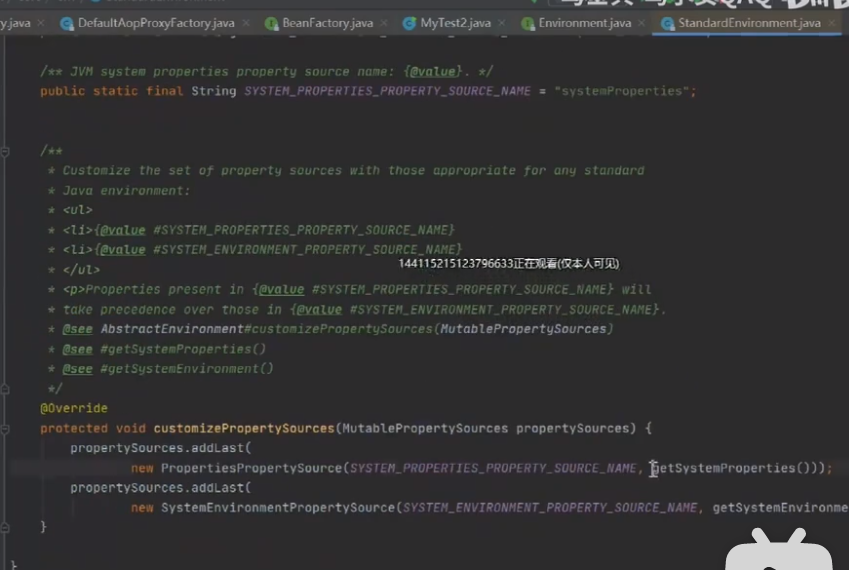 y.java DefaultAopProxyFactory.java BeanFactory.java MyTest2.java Environment.java StandardEnvironment.java
/** JVM system properties property source name: {@value}. */
public static final String SYSTEM_PROPERTIES_PROPERTY_SOURCE_NAME = "systemProperties";
/**
* Customize the set of property sources with those appropriate for any standard
* Java environment:
* <ul>
* <li>{@value #SYSTEM_PROPERTIES_PROPERTY_SOURCE_NAME}
* <li>{@value #SYSTEM_ENVIRONMENT_PROPERTY_SOURCE_NAME}
144115215123796633正在观看(仅本人可见)
* </ul>
* <p>Properties present in {@value #SYSTEM_PROPERTIES_PROPERTY_SOURCE_NAME} will
* take precedence over those in {@value #SYSTEM_ENVIRONMENT_PROPERTY_SOURCE_NAME}.
* @see AbstractEnvironment#customizePropertySources(MutablePropertySources)
* @see #getSystemProperties()
* @see #getSystemEnvironment()
*/
@Override
protected void customizePropertySources(MutablePropertySources propertySources) {
propertySources.addLast(
new PropertiesPropertySource(SYSTEM_PROPERTIES_PROPERTY_SOURCE_NAME, getSystemProperties()));
propertySources.addLast(
new SystemEnvironmentPropertySource(SYSTEM_ENVIRONMENT_PROPERTY_SOURCE_NAME, getSystemEnvironme
}
}